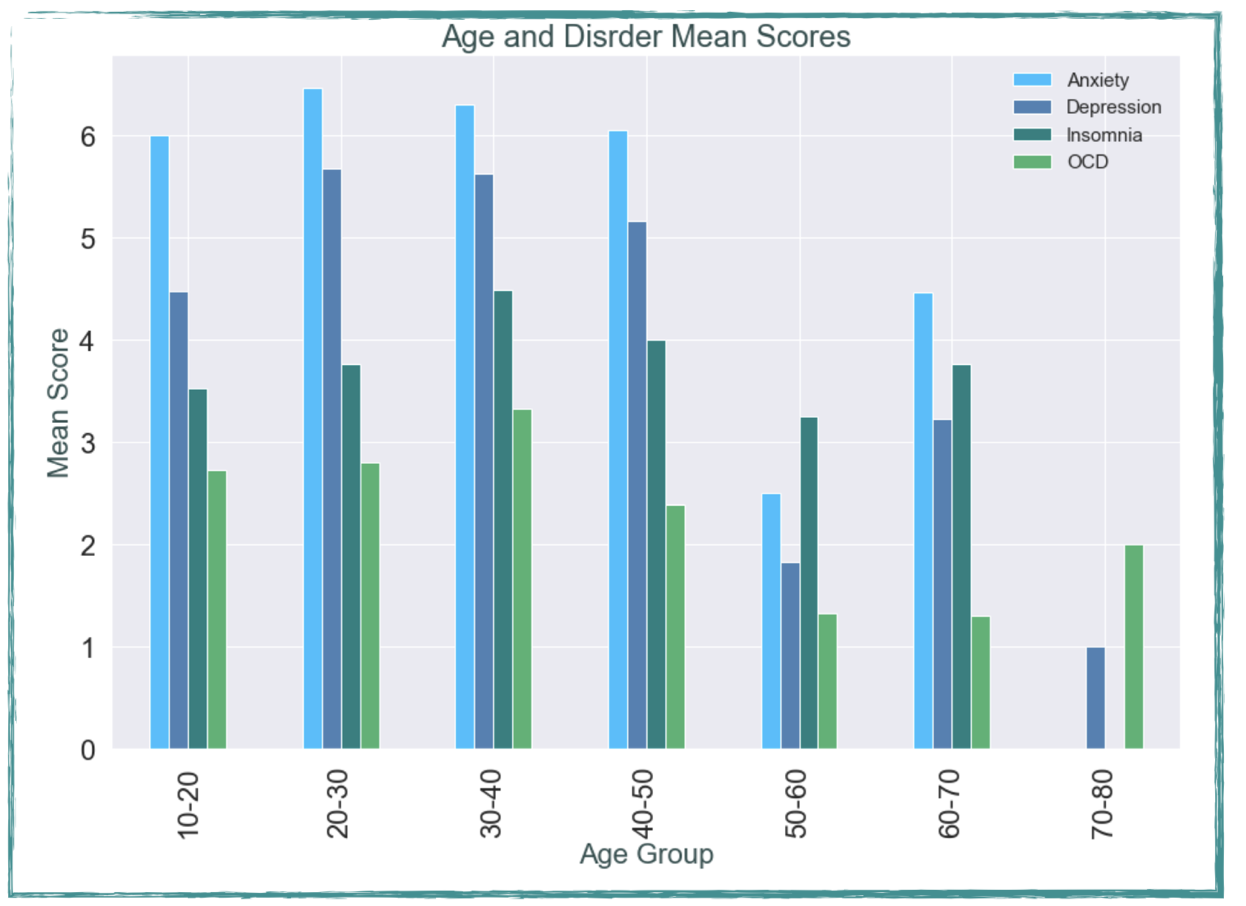 Age and Disrder Mean Scores
Anxiety
Depression
Insomnia
OCD
Mean Score
6
5
4
3
2
1
0
10-20
20-30
30-40
40-50
50-60
60-70
70-80
Age Group